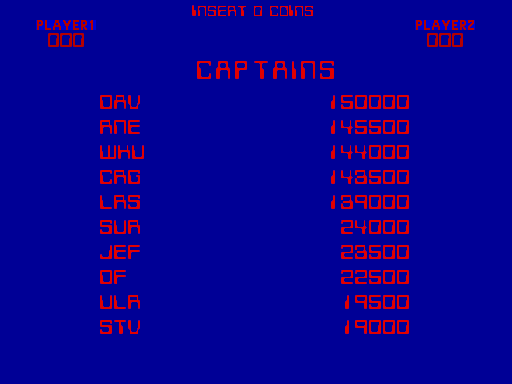 INSERT 0 COINS
PLAYER1 PLAYER2
000 000
CAPTAINS
DAV 150000
ANE 145500
WHU 144000
CAG 143500
LAS 139000
SUA 24000
JEF 23500
OF 22500
ULA 19500
STV 19000